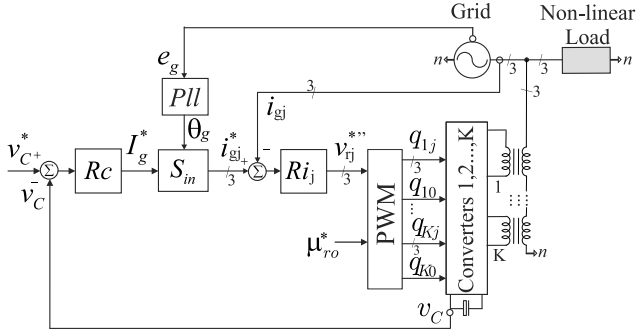 Grid
Non-linear
Load
n
3
3
n
e_g
3
3
i_gj
Pll
θ_g
v*_C +
-
v_C
Σ
Rc
I*_g
S_in
i*_gj +
-
3
Σ
Ri_j
v*''_rj
3
PWM
μ*_ro
q_1j
3
q_10
⋮
q_Kj
3
q_K0
Converters 1,2...,K
1
K
n
v_C